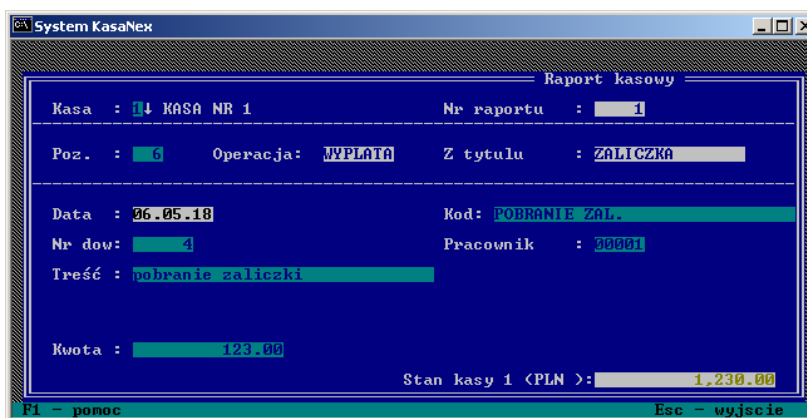 System KasaNex
Raport kasowy
Kasa : 1↓ KASA NR 1 Nr raportu : 1
Poz. : 6 Operacja: WYPLATA Z tytulu : ZALICZKA
Data : 06.05.18 Kod: POBRANIE ZAL.
Nr dow: 4 Pracownik : 00001
Treść : pobranie zaliczki
Kwota : 123.00
Stan kasy 1 (PLN ): 1,230.00
F1 - pomoc Esc - wyjscie